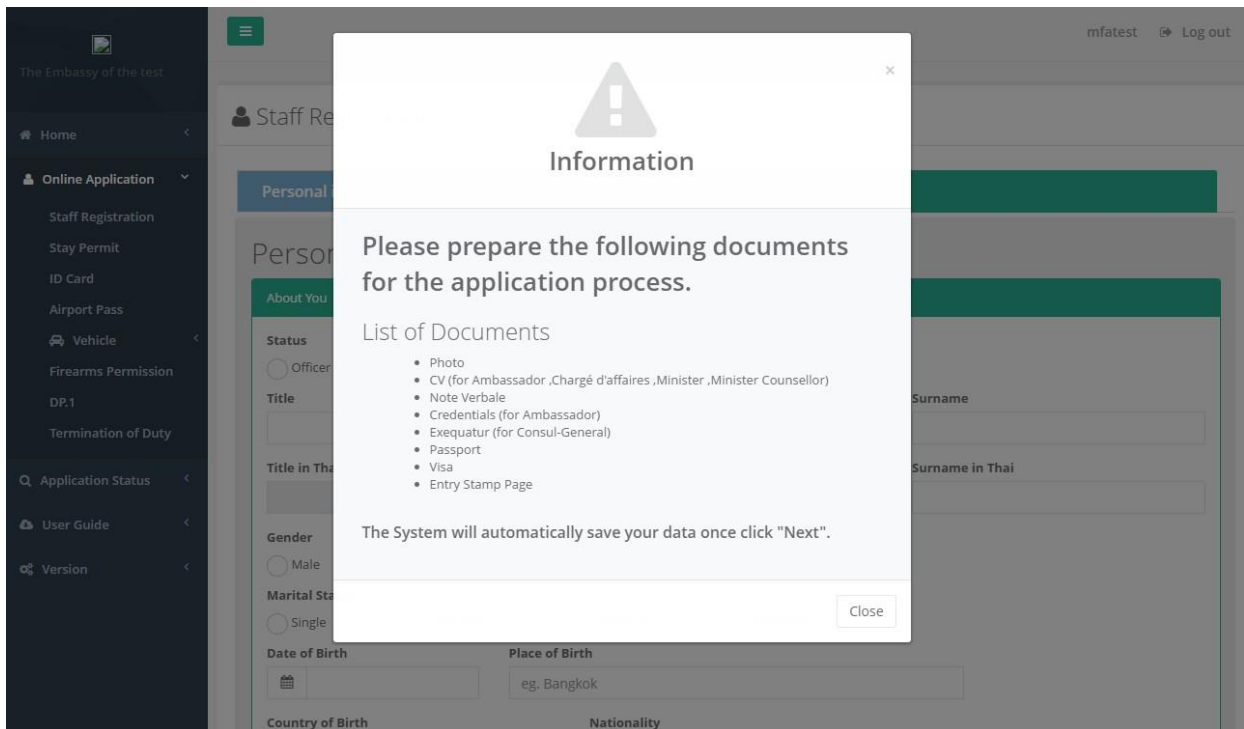 The Embassy of the test
Home
Online Application
Staff Registration
Stay Permit
ID Card
Airport Pass
Vehicle
Firearms Permission
DP.1
Termination of Duty
Application Status
User Guide
Version
mfatest Log out
Staff Re
×
Information
Please prepare the following documents
for the application process.
List of Documents
• Photo
• CV (for Ambassador ,Chargé d'affaires ,Minister ,Minister Counsellor)
• Note Verbale
• Credentials (for Ambassador)
• Exequatur (for Consul-General)
• Passport
• Visa
• Entry Stamp Page
The System will automatically save your data once click "Next".
Close
Personal i
Person
About You
Status
Officer
Title Surname
Title in Tha Surname in Thai
Gender
Male
Marital Sta
Single
Date of Birth Place of Birth
eg. Bangkok
Country of Birth Nationality